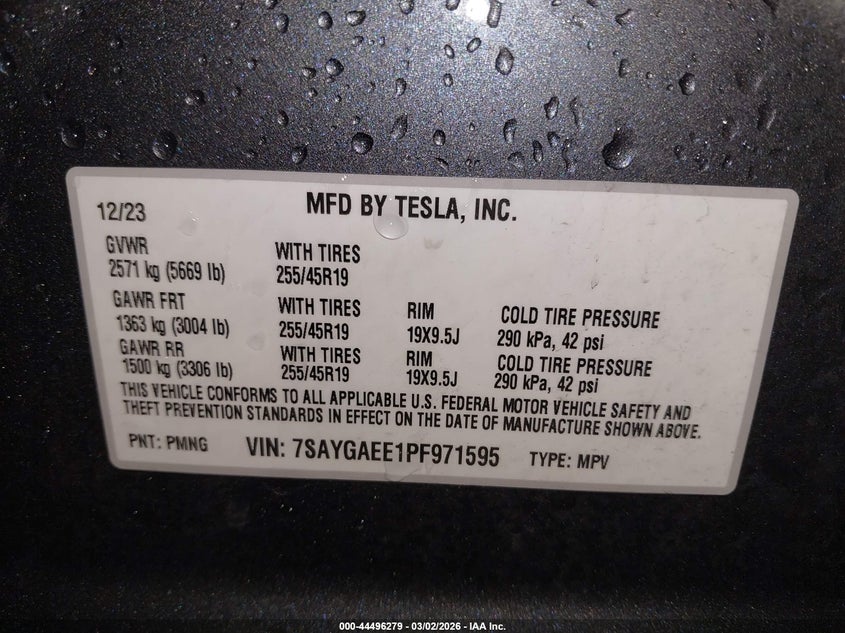 12/23 MFD BY TESLA, INC.
GVWR WITH TIRES
2571 kg (5669 lb) 255/45R19
GAWR FRT WITH TIRES RIM COLD TIRE PRESSURE
1363 kg (3004 lb) 255/45R19 19X9.5J 290 kPa, 42 psi
GAWR RR WITH TIRES RIM COLD TIRE PRESSURE
1500 kg (3306 lb) 255/45R19 19X9.5J 290 kPa, 42 psi
THIS VEHICLE CONFORMS TO ALL APPLICABLE U.S. FEDERAL MOTOR VEHICLE SAFETY AND
THEFT PREVENTION STANDARDS IN EFFECT ON THE DATE OF MANUFACTURE SHOWN ABOVE.
PNT: PMNG VIN: 7SAYGAEE1PF971595 TYPE: MPV
000-44496279 - 03/02/2026 - IAA Inc.